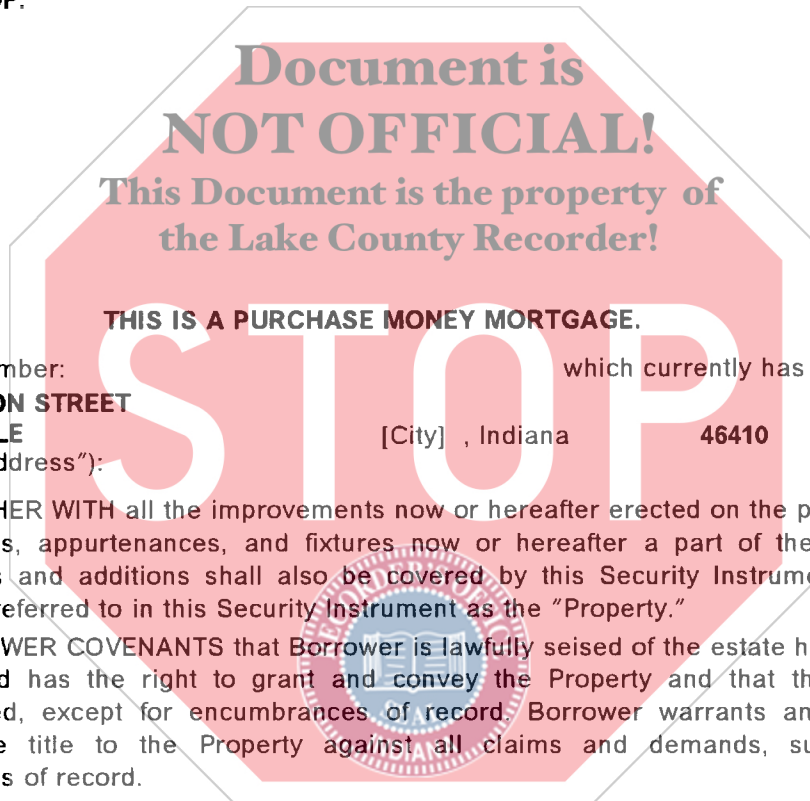 OP:
Document is
NOT OFFICIAL!
This Document is the property of
the Lake County Recorder!
STOP
THIS IS A PURCHASE MONEY MORTGAGE.
mber: which currently has
ON STREET
LE [City] , Indiana 46410
ddress"):
HER WITH all the improvements now or hereafter erected on the p
s, appurtenances, and fixtures now or hereafter a part of the
s and additions shall also be covered by this Security Instrume
eferred to in this Security Instrument as the "Property."
WER COVENANTS that Borrower is lawfully seised of the estate h
d has the right to grant and convey the Property and that th
ed, except for encumbrances of record. Borrower warrants an
e title to the Property against all claims and demands, su
s of record.
SEAL
INDIANA